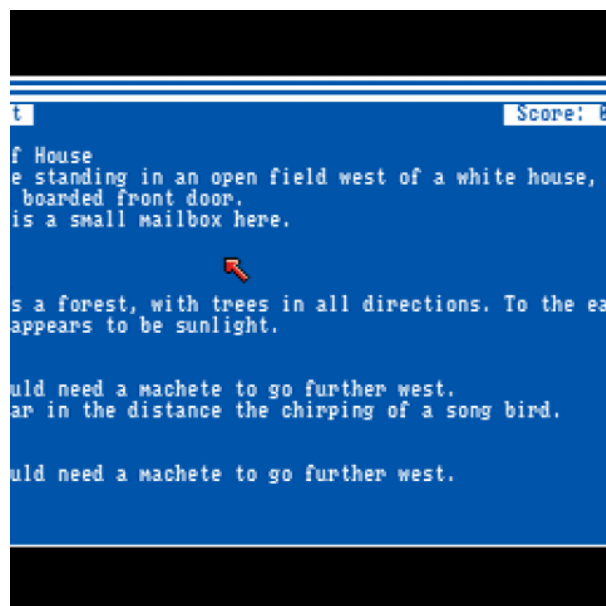 t Score: 0
f House
e standing in an open field west of a white house,
boarded front door.
is a small mailbox here.
s a forest, with trees in all directions. To the ea
appears to be sunlight.
uld need a machete to go further west.
ar in the distance the chirping of a song bird.
uld need a machete to go further west.